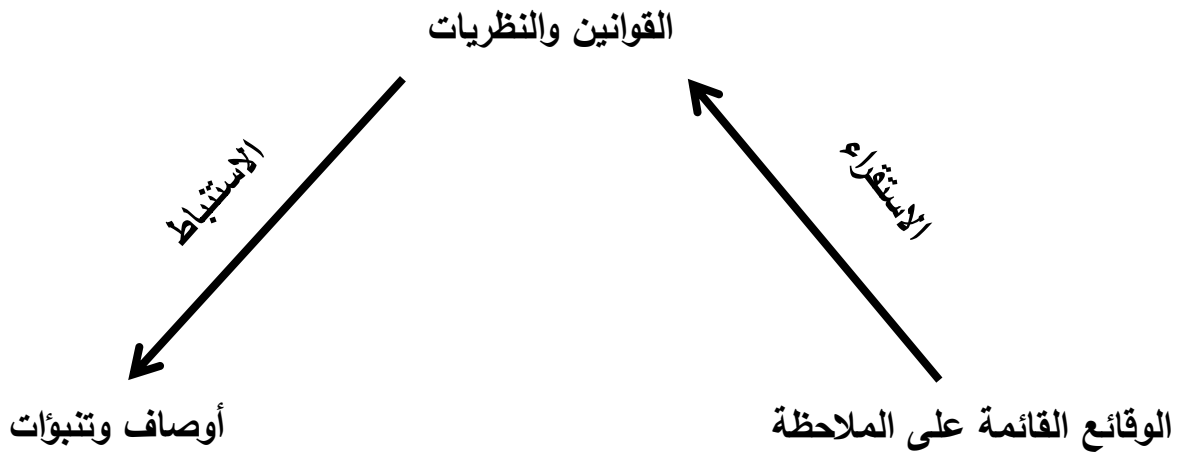 القوانين والنظريات
الاستقراء
الاستنباط
الوقائع القائمة على الملاحظة
أوصاف وتنبؤات